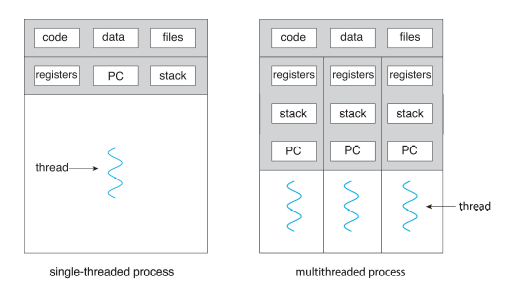 code data files
registers PC stack
thread
single-threaded process
code data files
registers registers registers
stack stack stack
PC PC PC
thread
multithreaded process